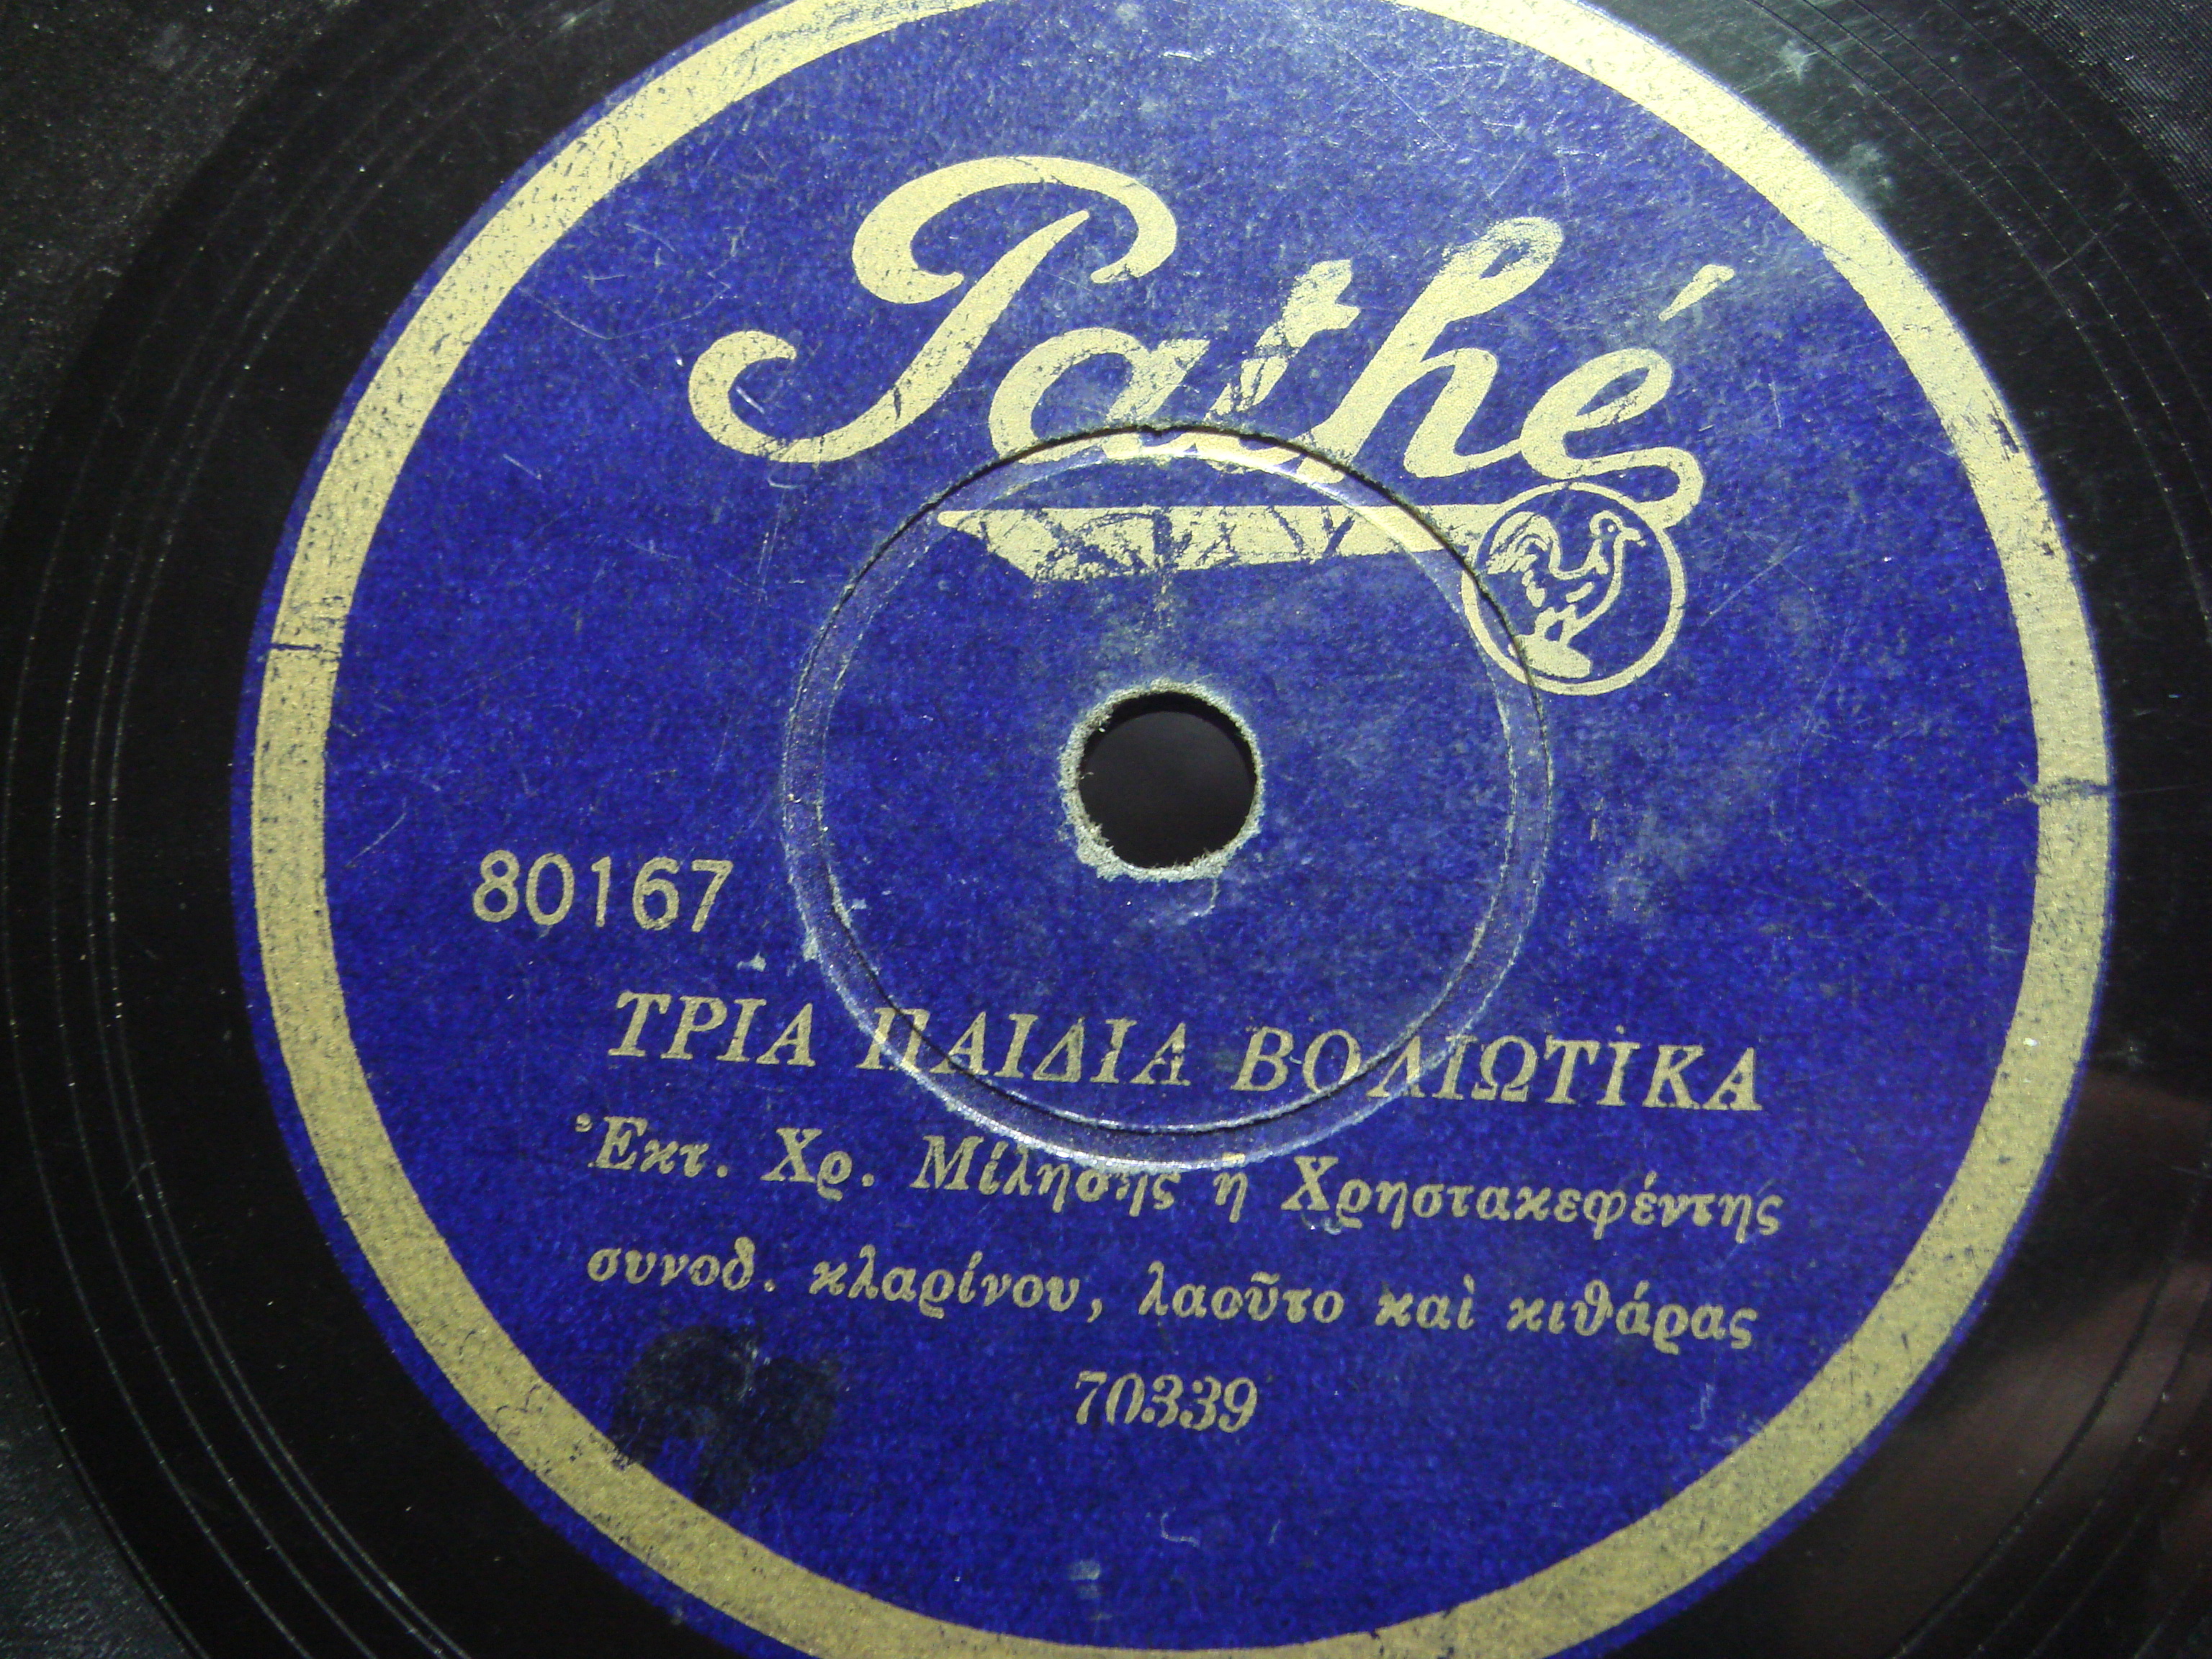 Pathé
80167
ΤΡΙΑ ΠΑΙΔΙΑ ΒΟΛΙΩΤΙΚΑ
Ἐκτ. Χρ. Μίλησης η Χρηστακεφέντης
συνοδ. κλαρίνου, λαοῦτο καὶ κιθάρας
70339